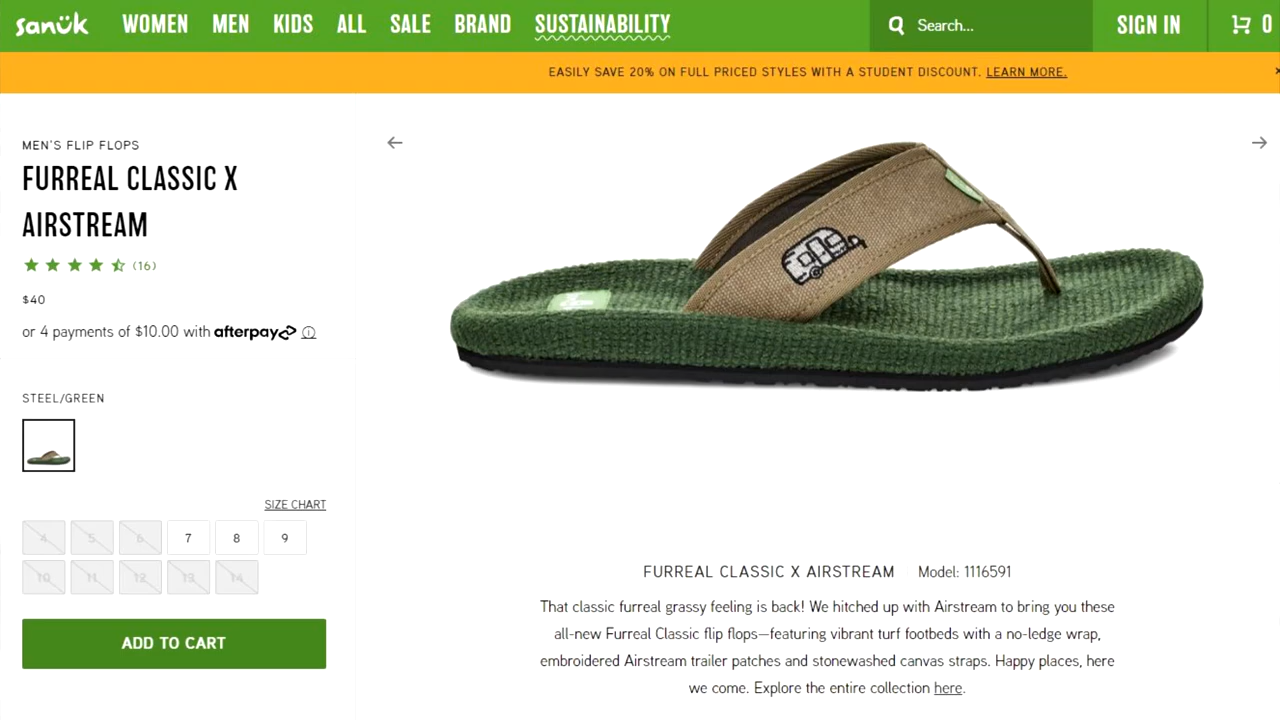 sanük WOMEN MEN KIDS ALL SALE BRAND SUSTAINABILITY Search... SIGN IN 0
EASILY SAVE 20% ON FULL PRICED STYLES WITH A STUDENT DISCOUNT. LEARN MORE.
MEN'S FLIP FLOPS
FURREAL CLASSIC X
AIRSTREAM
(16)
$40
or 4 payments of $10.00 with afterpay
STEEL/GREEN
SIZE CHART
4 5 6 7 8 9
10 11 12 13 14
ADD TO CART
FURREAL CLASSIC X AIRSTREAM Model: 1116591
That classic furreal grassy feeling is back! We hitched up with Airstream to bring you these
all-new Furreal Classic flip flops—featuring vibrant turf footbeds with a no-ledge wrap,
embroidered Airstream trailer patches and stonewashed canvas straps. Happy places, here
we come. Explore the entire collection here.